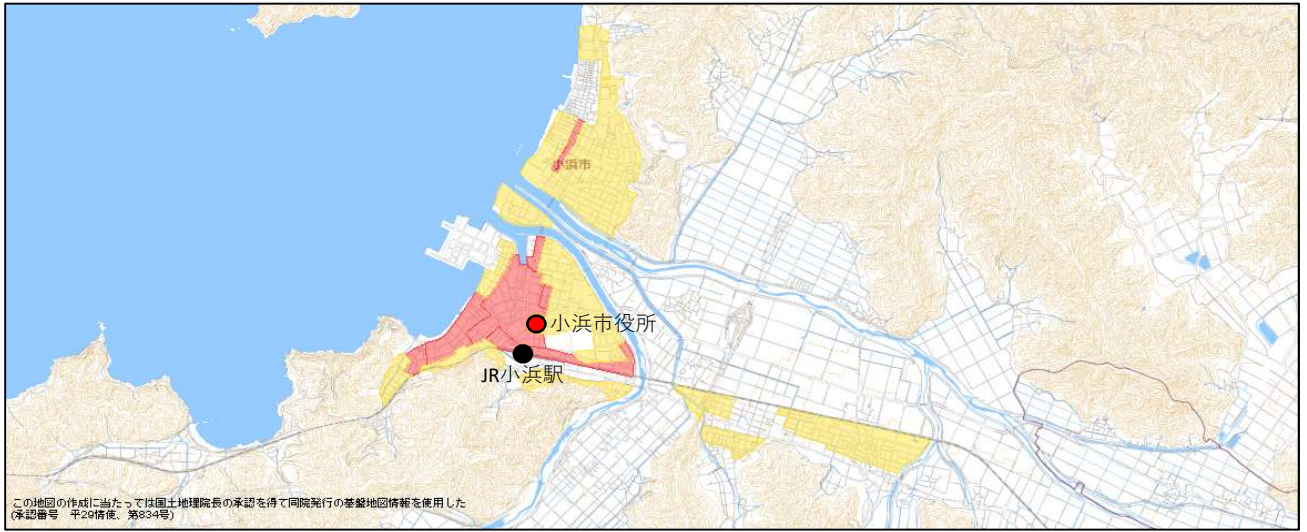 小浜市
小浜市役所
JR小浜駅
この地図の作成に当たっては国土地理院長の承認を得て同院発行の基盤地図情報を使用した
(承認番号　平29情使、第834号)